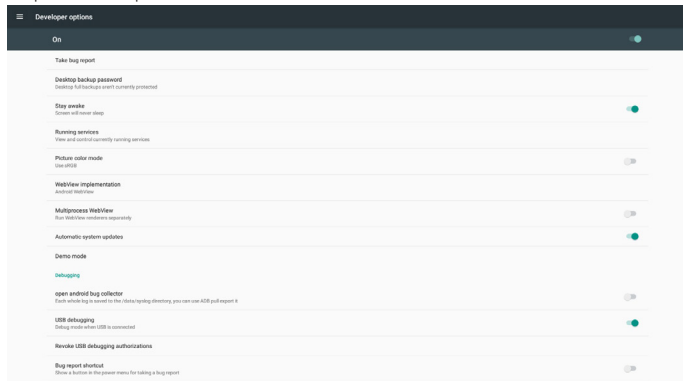 Developer options
On
Take bug report
Desktop backup password
Desktop full backups aren't currently protected
Stay awake
Screen will never sleep
Running services
View and control currently running services
Picture color mode
Use sRGB
WebView implementation
Android WebView
Multiprocess WebView
Run WebView renderers separately
Automatic system updates
Demo mode
Debugging
open android bug collector
Each whole log is saved to the /data/syslog directory, you can use ADB pull export it
USB debugging
Debug mode when USB is connected
Revoke USB debugging authorizations
Bug report shortcut
Show a button in the power menu for taking a bug report